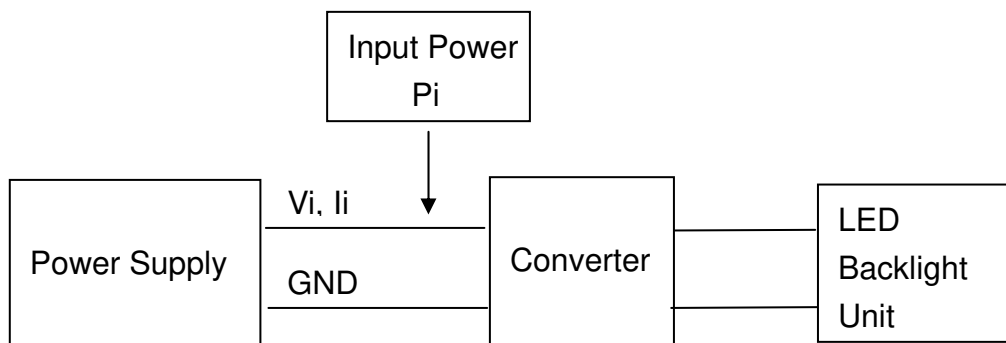 Input Power
Pi
Vi, Ii
Power Supply
GND
Converter
LED
Backlight
Unit